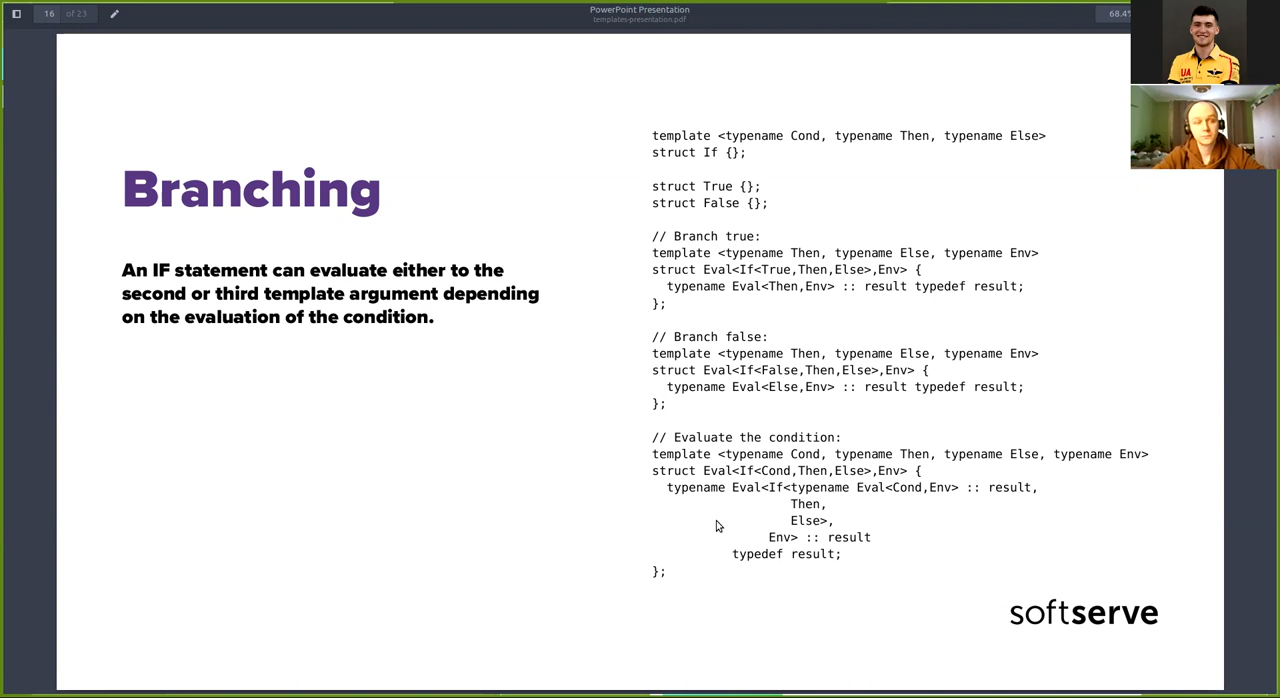 PowerPoint Presentation
templates-presentation.pdf
16 of 23
68.4%
UA
Branching
An IF statement can evaluate either to the
second or third template argument depending
on the evaluation of the condition.
template <typename Cond, typename Then, typename Else>
struct If {};
struct True {};
struct False {};
// Branch true:
template <typename Then, typename Else, typename Env>
struct Eval<If<True,Then,Else>,Env> {
  typename Eval<Then,Env> :: result typedef result;
};
// Branch false:
template <typename Then, typename Else, typename Env>
struct Eval<If<False,Then,Else>,Env> {
  typename Eval<Else,Env> :: result typedef result;
};
// Evaluate the condition:
template <typename Cond, typename Then, typename Else, typename Env>
struct Eval<If<Cond,Then,Else>,Env> {
  typename Eval<If<typename Eval<Cond,Env> :: result,
                   Then,
                   Else>,
                Env> :: result
           typedef result;
};
softserve